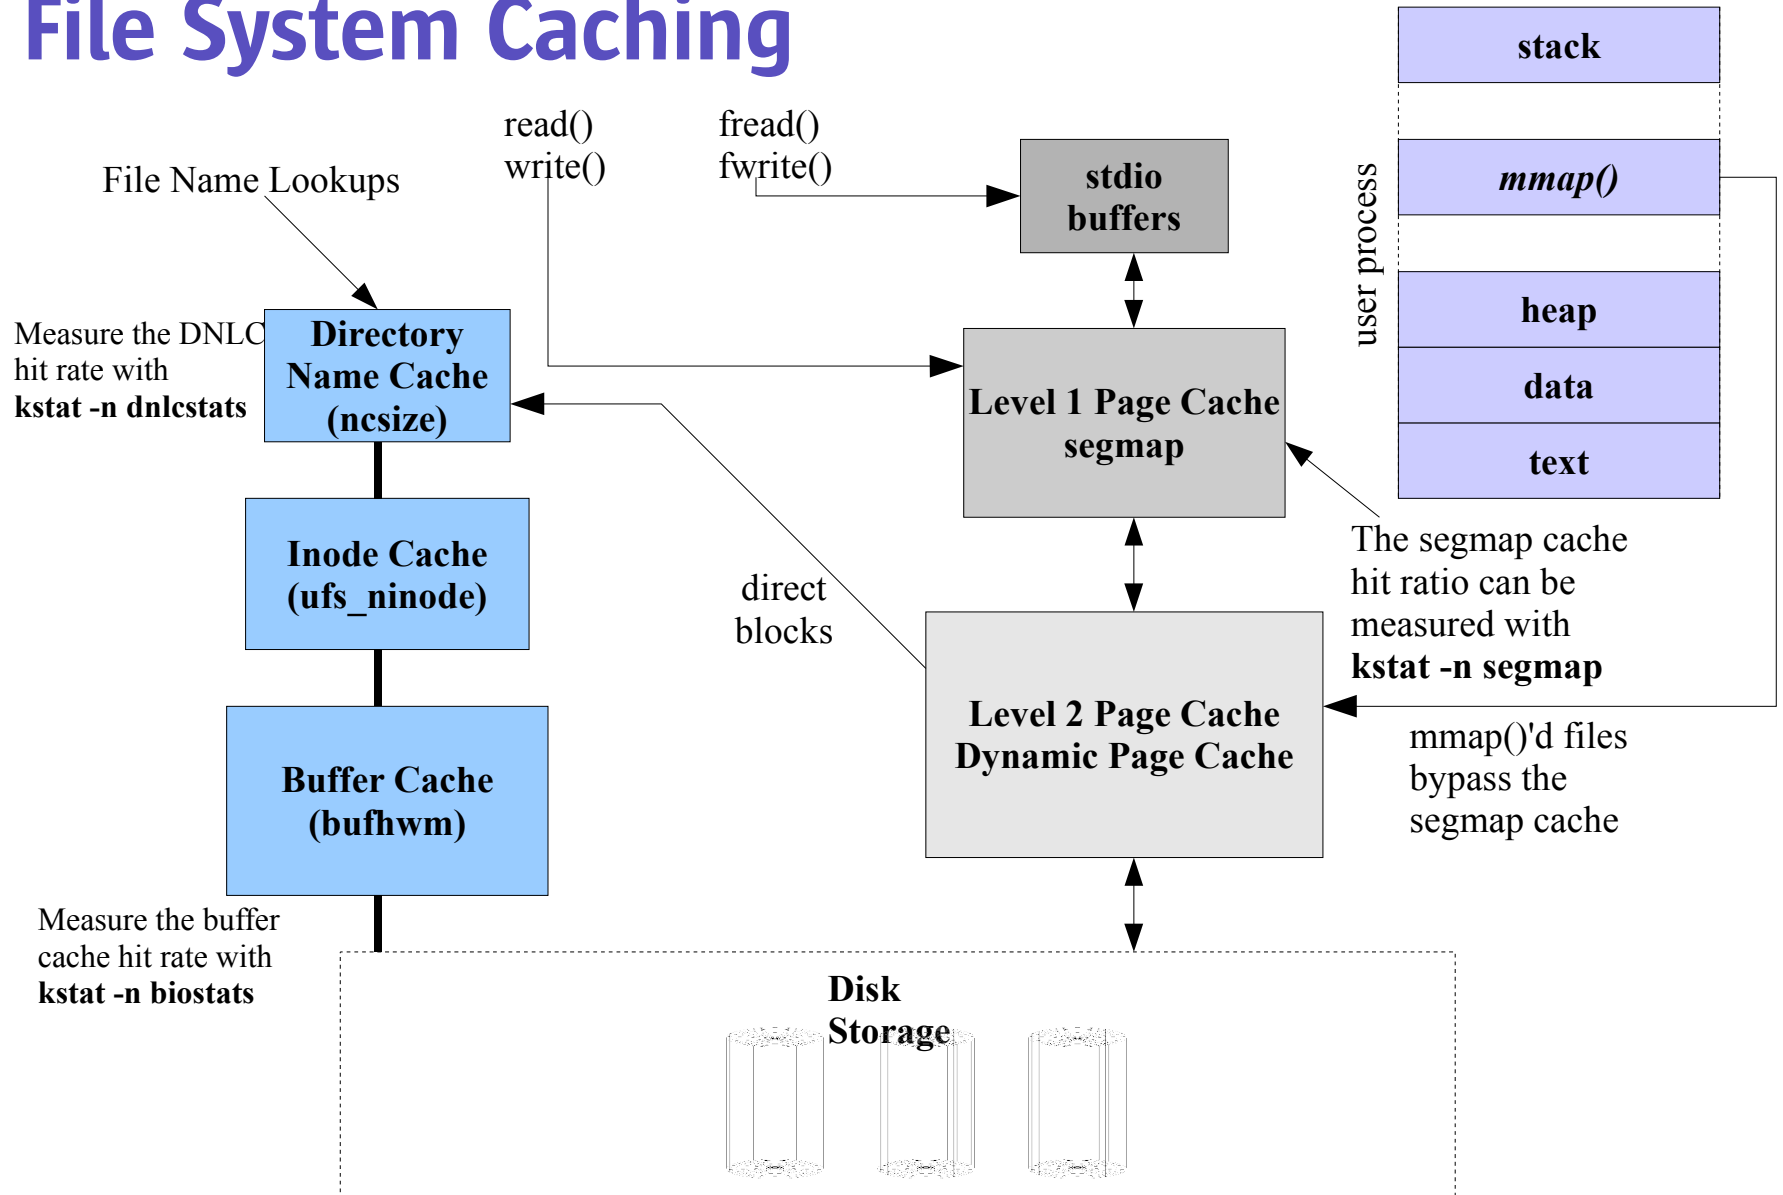 File System Caching
stack
read()
write()
fread()
fwrite()
File Name Lookups
stdio
buffers
mmap()
user process
Directory
Name Cache
(ncsize)
Measure the DNLC
hit rate with
kstat -n dnlcstats
Level 1 Page Cache
segmap
heap
data
text
Inode Cache
(ufs_ninode)
direct
blocks
The segmap cache
hit ratio can be
measured with
kstat -n segmap
Level 2 Page Cache
Dynamic Page Cache
mmap()'d files
bypass the
segmap cache
Buffer Cache
(bufhwm)
Measure the buffer
cache hit rate with
kstat -n biostats
Disk
Storage